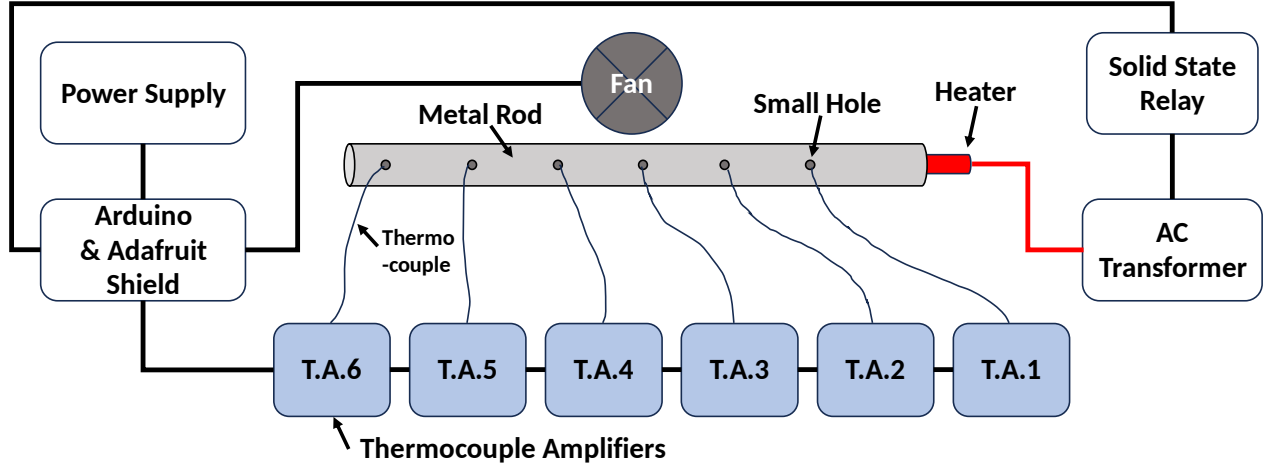 Power Supply
Fan
Solid State
Relay
Metal Rod
Small Hole
Heater
Arduino
& Adafruit
Shield
Thermo
-couple
AC
Transformer
T.A.6
T.A.5
T.A.4
T.A.3
T.A.2
T.A.1
Thermocouple Amplifiers